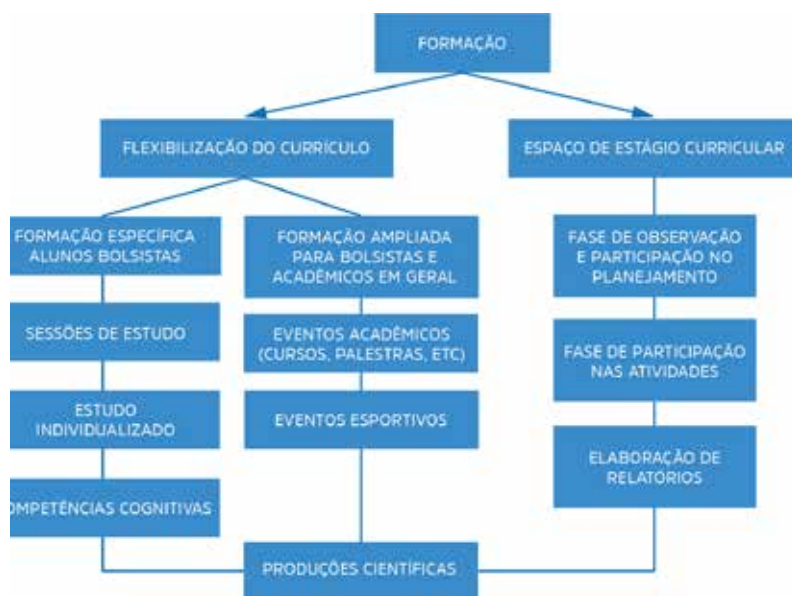 FORMAÇÃO
FLEXIBILIZAÇÃO DO CURRÍCULO
ESPAÇO DE ESTÁGIO CURRICULAR
FORMAÇÃO ESPECÍFICA
ALUNOS BOLSISTAS
FORMAÇÃO AMPLIADA
PARA BOLSISTAS E
ACADÊMICOS EM GERAL
FASE DE OBSERVAÇÃO
E PARTICIPAÇÃO NO
PLANEJAMENTO
SESSÕES DE ESTUDO
EVENTOS ACADÊMICOS
(CURSOS, PALESTRAS, ETC)
FASE DE PARTICIPAÇÃO
NAS ATIVIDADES
ESTUDO
INDIVIDUALIZADO
EVENTOS ESPORTIVOS
ELABORAÇÃO DE
RELATÓRIOS
OMPETÊNCIAS COGNITIVAS
PRODUÇÕES CIENTÍFICAS